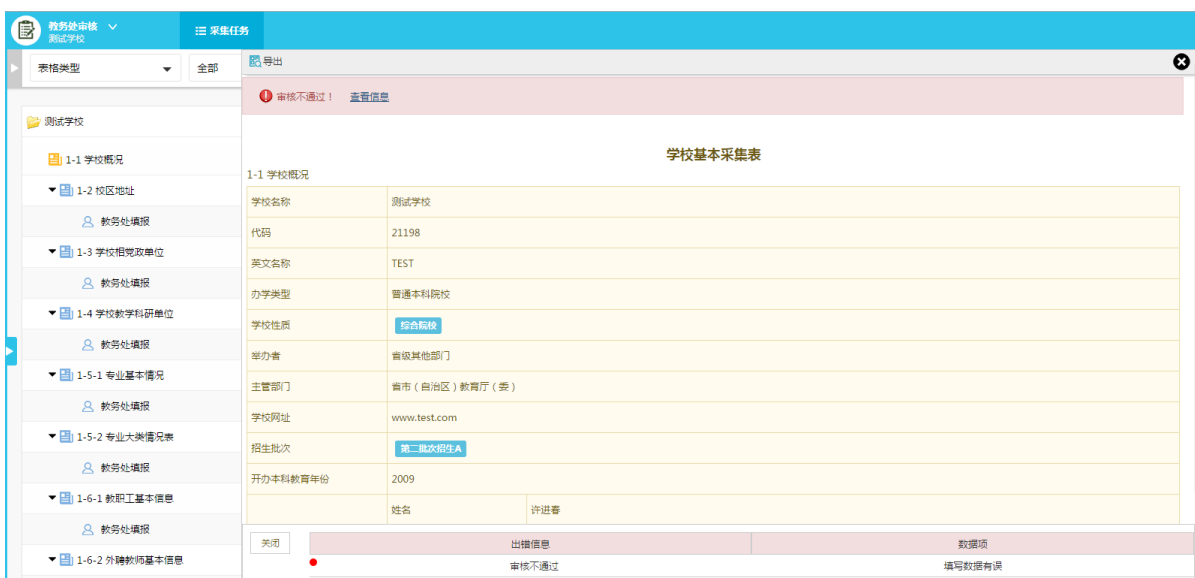 教务处审核
测试学校
采集任务
表格类型
全部
导出
审核不通过！ 查看信息
测试学校
1-1 学校概况
1-2 校区地址
教务处填报
1-3 学校相党政单位
教务处填报
1-4 学校教学科研单位
教务处填报
1-5-1 专业基本情况
教务处填报
1-5-2 专业大类情况表
教务处填报
1-6-1 教职工基本信息
教务处填报
1-6-2 外聘教师基本信息
学校基本采集表
1-1 学校概况
学校名称 测试学校
代码 21198
英文名称 TEST
办学类型 普通本科院校
学校性质 综合院校
举办者 省级其他部门
主管部门 省市（自治区）教育厅（委）
学校网址 www.test.com
招生批次 第二批次招生A
开办本科教育年份 2009
姓名 许进春
关闭 出错信息 数据项
审核不通过 填写数据有误